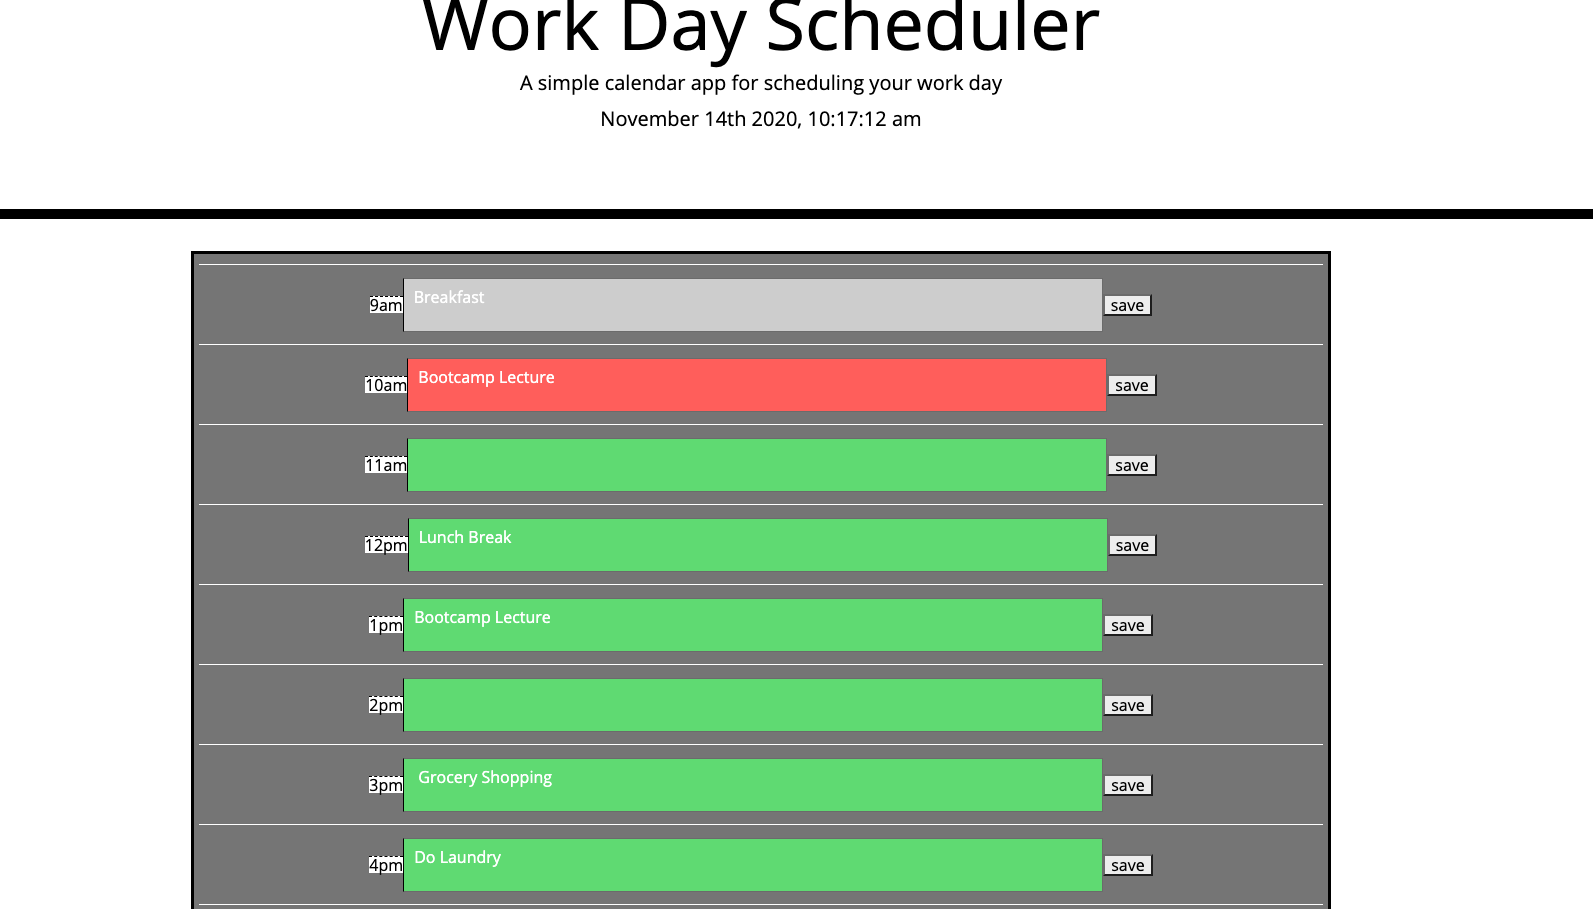 Work Day Scheduler
A simple calendar app for scheduling your work day
November 14th 2020, 10:17:12 am
9am Breakfast save
10am Bootcamp Lecture save
11am save
12pm Lunch Break save
1pm Bootcamp Lecture save
2pm save
3pm Grocery Shopping save
4pm Do Laundry save